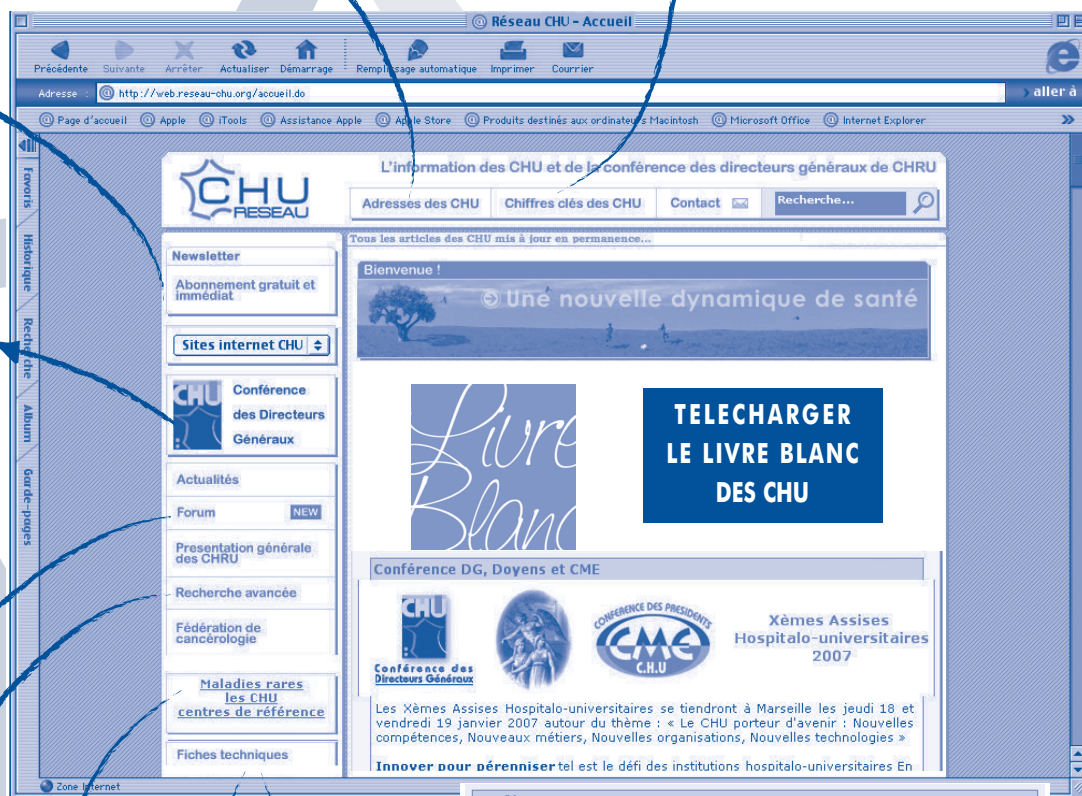 @ Réseau CHU - Accueil
Précédente Suivante Arrêter Actualiser Démarrage Remplissage automatique Imprimer Courrier
Adresse : @ http://web.reseau-chu.org/accueil.do aller à
@ Page d'accueil @ Apple @ iTools @ Assistance Apple @ Apple Store @ Produits destinés aux ordinateurs Macintosh @ Microsoft Office @ Internet Explorer »
Favoris
Historique
Recherche
Album
Garde-pages
CHU
RESEAU
L'information des CHU et de la conférence des directeurs généraux de CHRU
Adresses des CHU Chiffres clés des CHU Contact Recherche...
Tous les articles des CHU mis à jour en permanence...
Newsletter
Abonnement gratuit et
immédiat
Sites internet CHU
CHU
Conférence
des Directeurs
Généraux
Actualités
Forum NEW
Presentation générale
des CHRU
Recherche avancée
Fédération de
cancérologie
Maladies rares
les CHU
centres de référence
Fiches techniques
Bienvenue !
Une nouvelle dynamique de santé
Livre
Blanc
TELECHARGER
LE LIVRE BLANC
DES CHU
Conférence DG, Doyens et CME
CHU
Conférence des
Directeurs Généraux
CONFERENCE DES PRESIDENTS
CME
C.H.U
Xèmes Assises
Hospitalo-universitaires
2007
Les Xèmes Assises Hospitalo-universitaires se tiendront à Marseille les jeudi 18 et
vendredi 19 janvier 2007 autour du thème : « Le CHU porteur d'avenir : Nouvelles
compétences, Nouveaux métiers, Nouvelles organisations, Nouvelles technologies »
Innover pour pérenniser tel est le défi des institutions hospitalo-universitaires En
Zone Internet